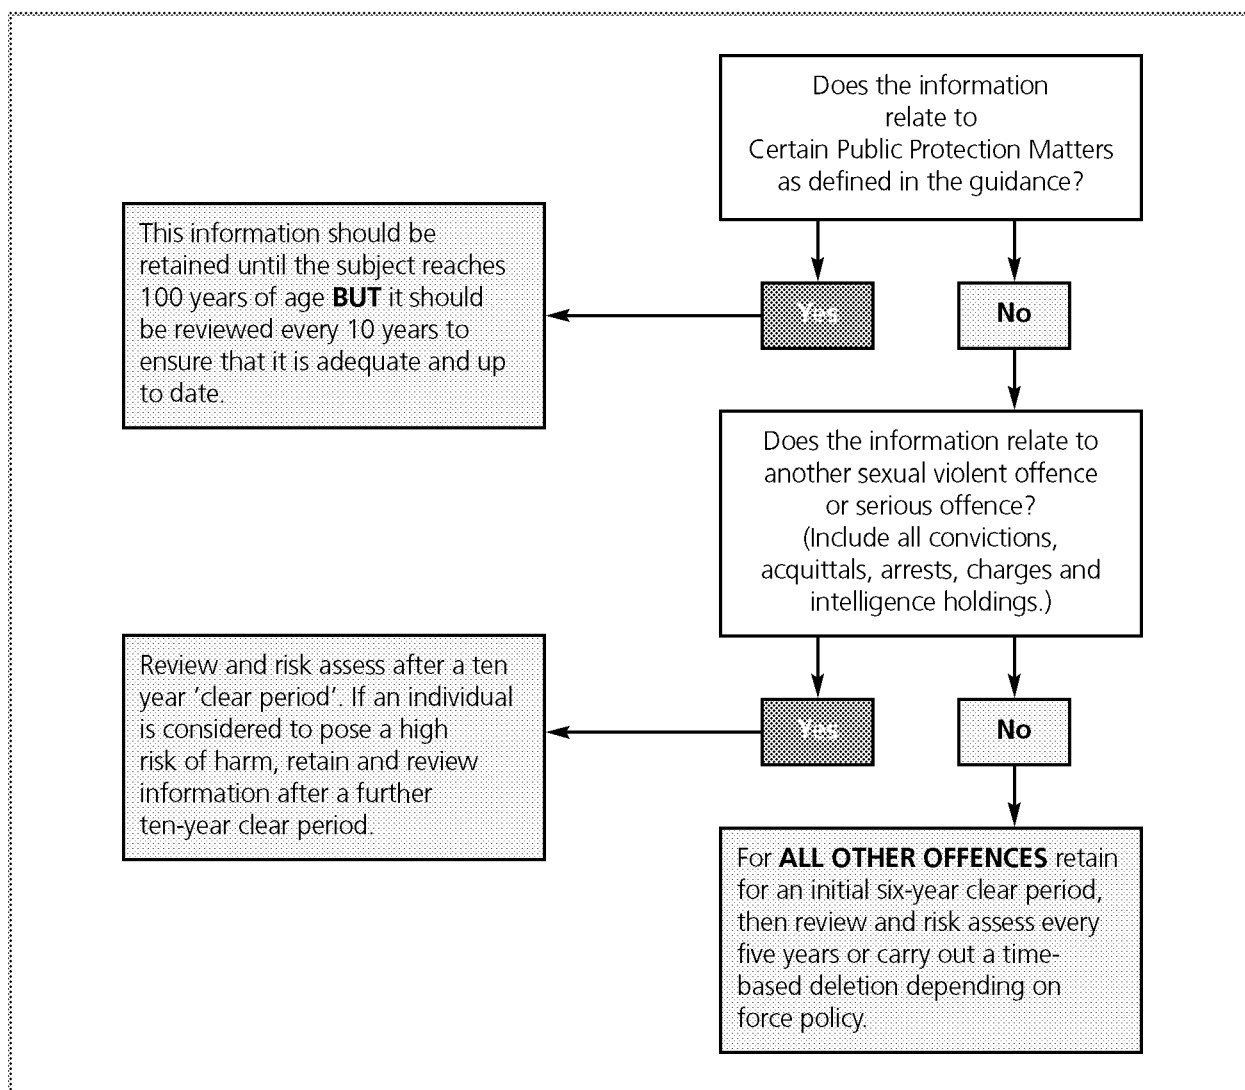 Does the information
relate to
Certain Public Protection Matters
as defined in the guidance?
Yes
No
This information should be
retained until the subject reaches
100 years of age BUT it should
be reviewed every 10 years to
ensure that it is adequate and up
to date.
Does the information relate to
another sexual violent offence
or serious offence?
(Include all convictions,
acquittals, arrests, charges and
intelligence holdings.)
Yes
No
Review and risk assess after a ten
year ‘clear period’. If an individual
is considered to pose a high
risk of harm, retain and review
information after a further
ten-year clear period.
For ALL OTHER OFFENCES retain
for an initial six-year clear period,
then review and risk assess every
five years or carry out a time-
based deletion depending on
force policy.